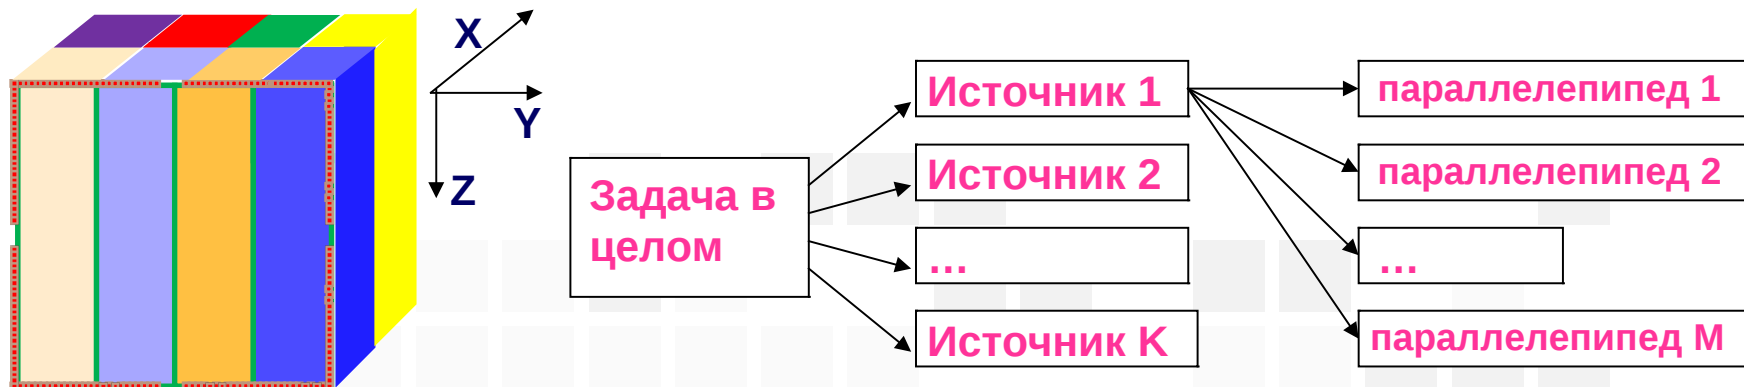 X
Y
Z
Задача в
целом
Источник 1
Источник 2
...
Источник K
параллелепипед 1
параллелепипед 2
...
параллелепипед M